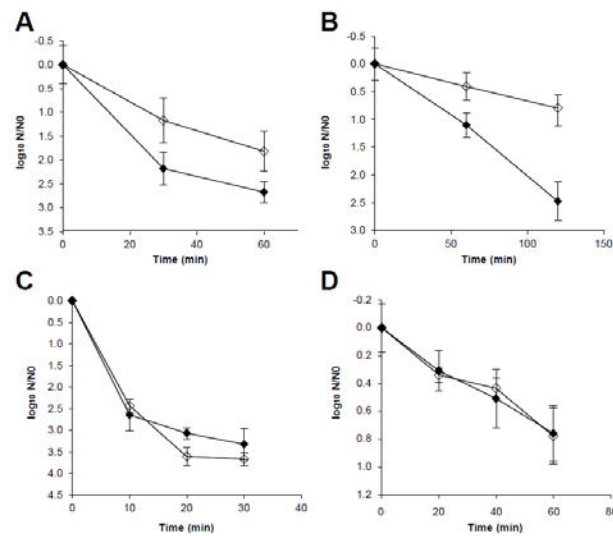 A
-0.5
0.0
0.5
1.0
1.5
2.0
2.5
3.0
3.5
log10 N/N0
0 20 40 60
Time (min)
B
-0.5
0.0
0.5
1.0
1.5
2.0
2.5
3.0
log10 N/N0
0 50 100 150
Time (min)
C
0.0
0.5
1.0
1.5
2.0
2.5
3.0
3.5
4.0
4.5
log10 N/N0
0 10 20 30 40
Time (min)
D
-0.2
0.0
0.2
0.4
0.6
0.8
1.0
1.2
log10 N/N0
0 20 40 60 80
Time (min)